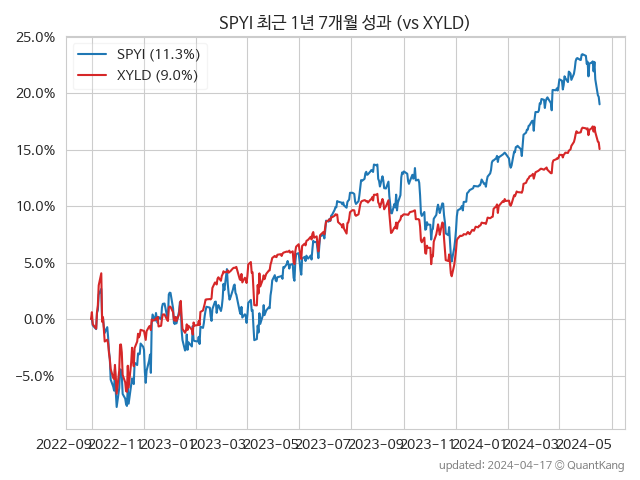 SPYI 최근 1년 7개월 성과 (vs XYLD)
25.0%
SPYI (11.3%)
XYLD (9.0%)
20.0%
15.0%
10.0%
5.0%
0.0%
−5.0%
2022-09 2022-11 2023-01 2023-03 2023-05 2023-07 2023-09 2023-11 2024-01 2024-03 2024-05
updated: 2024-04-17 © QuantKang